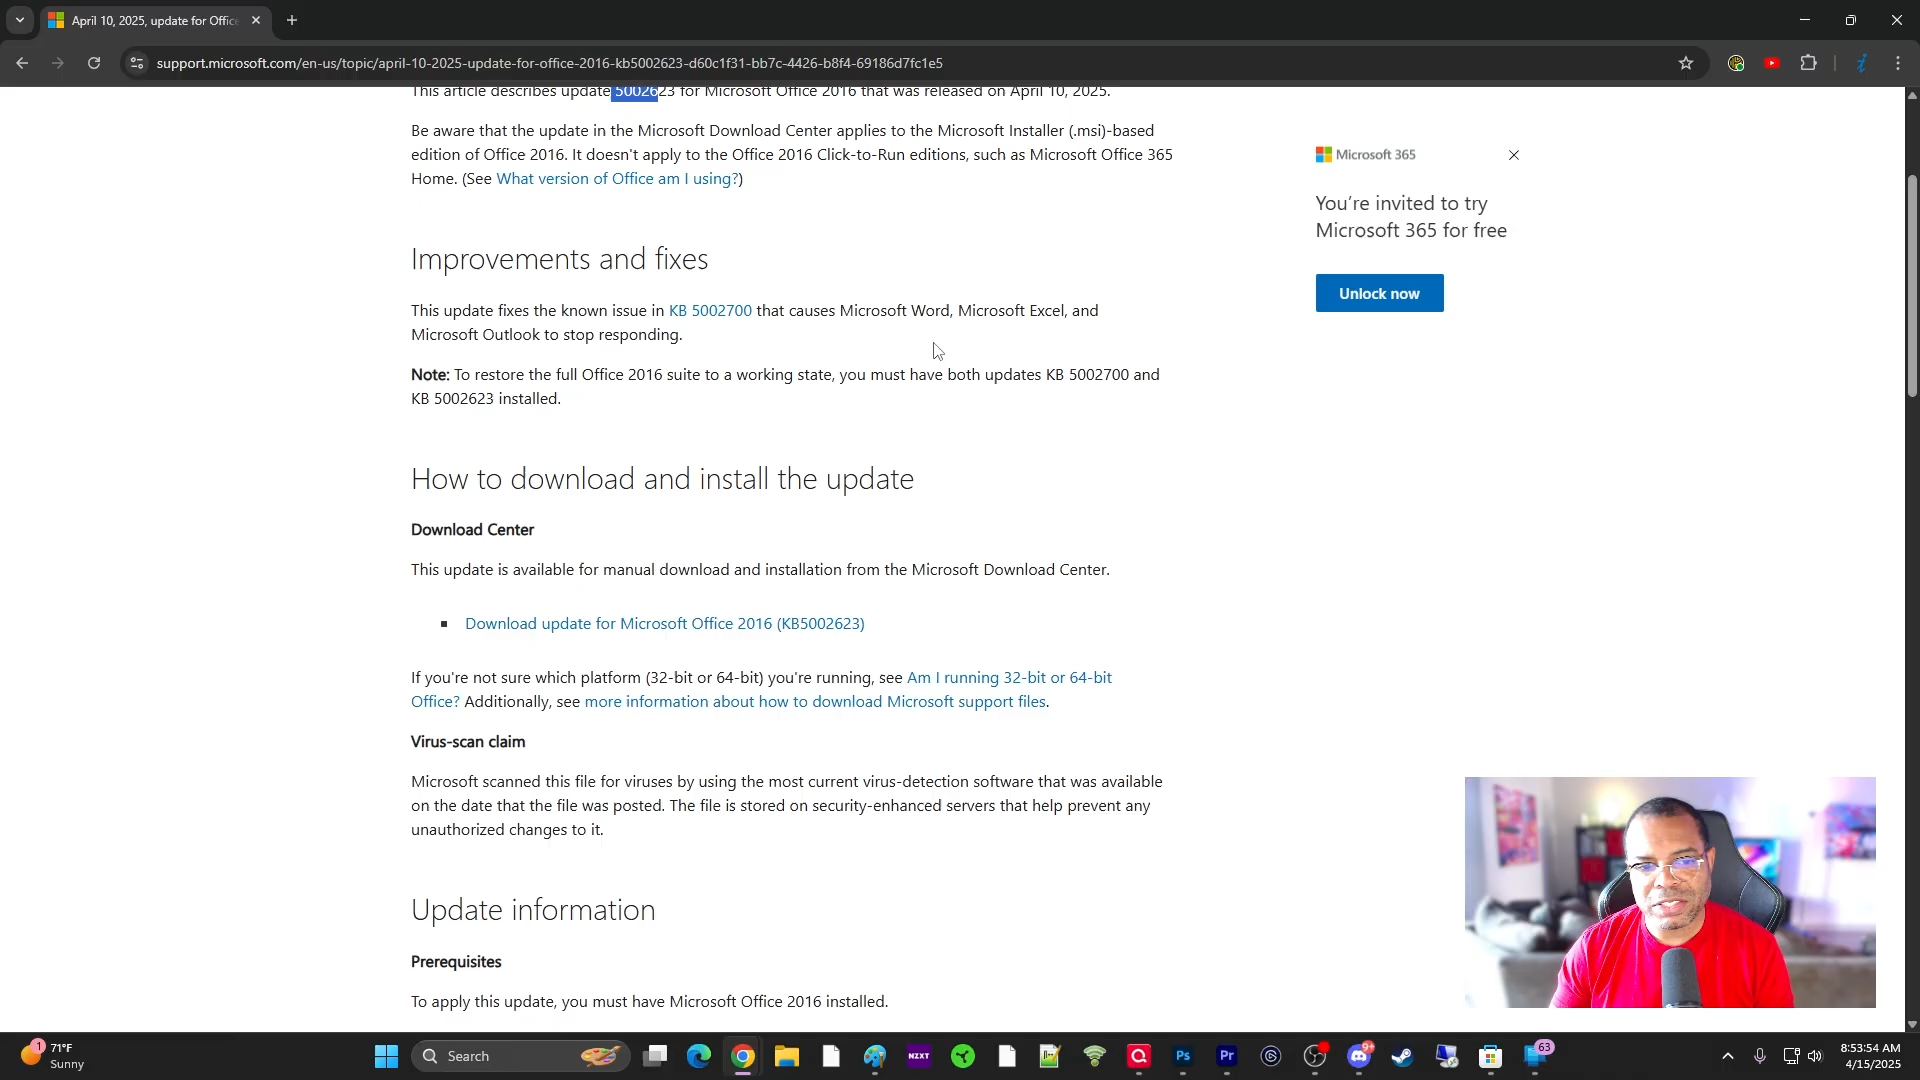 April 10, 2025, update for Office
support.microsoft.com/en-us/topic/april-10-2025-update-for-office-2016-kb5002623-d60c1f31-bb7c-4426-b8f4-69186d7fc1e5
This article describes update 5002623 for Microsoft Office 2016 that was released on April 10, 2025.
Be aware that the update in the Microsoft Download Center applies to the Microsoft Installer (.msi)-based
edition of Office 2016. It doesn't apply to the Office 2016 Click-to-Run editions, such as Microsoft Office 365
Home. (See What version of Office am I using?)
Microsoft 365
You're invited to try
Microsoft 365 for free
Unlock now
Improvements and fixes
This update fixes the known issue in KB 5002700 that causes Microsoft Word, Microsoft Excel, and
Microsoft Outlook to stop responding.
Note: To restore the full Office 2016 suite to a working state, you must have both updates KB 5002700 and
KB 5002623 installed.
How to download and install the update
Download Center
This update is available for manual download and installation from the Microsoft Download Center.
Download update for Microsoft Office 2016 (KB5002623)
If you're not sure which platform (32-bit or 64-bit) you're running, see Am I running 32-bit or 64-bit
Office? Additionally, see more information about how to download Microsoft support files.
Virus-scan claim
Microsoft scanned this file for viruses by using the most current virus-detection software that was available
on the date that the file was posted. The file is stored on security-enhanced servers that help prevent any
unauthorized changes to it.
Update information
Prerequisites
To apply this update, you must have Microsoft Office 2016 installed.
1
71°F
Sunny
Search
NZXT
Ps
Pr
9+
63
8:53:54 AM
4/15/2025